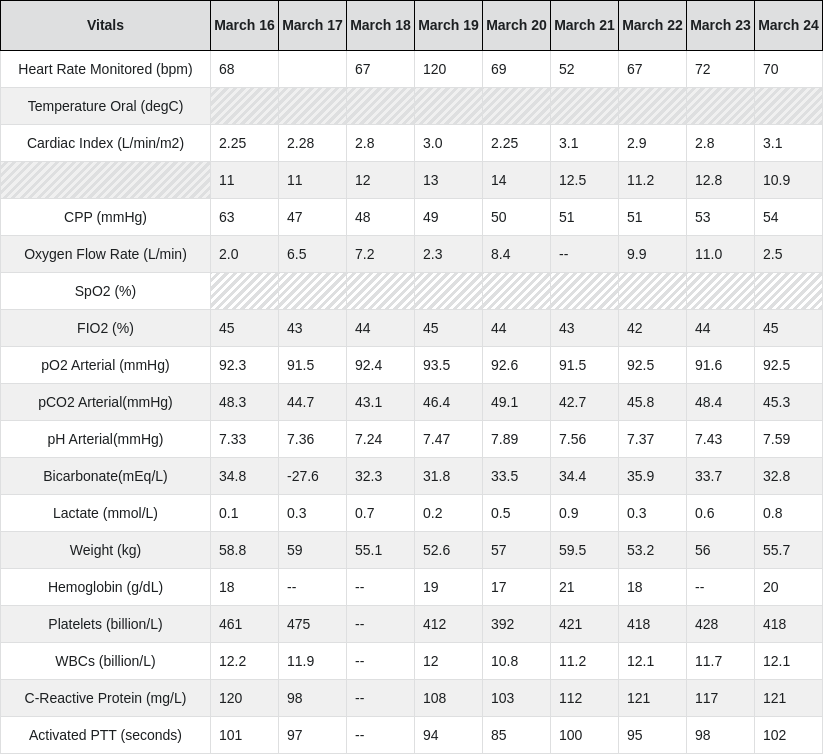 Vitals March 16 March 17 March 18 March 19 March 20 March 21 March 22 March 23 March 24
Heart Rate Monitored (bpm) 68 67 120 69 52 67 72 70
Temperature Oral (degC)
Cardiac Index (L/min/m2) 2.25 2.28 2.8 3.0 2.25 3.1 2.9 2.8 3.1
11 11 12 13 14 12.5 11.2 12.8 10.9
CPP (mmHg) 63 47 48 49 50 51 51 53 54
Oxygen Flow Rate (L/min) 2.0 6.5 7.2 2.3 8.4 -- 9.9 11.0 2.5
SpO2 (%)
FIO2 (%) 45 43 44 45 44 43 42 44 45
pO2 Arterial (mmHg) 92.3 91.5 92.4 93.5 92.6 91.5 92.5 91.6 92.5
pCO2 Arterial(mmHg) 48.3 44.7 43.1 46.4 49.1 42.7 45.8 48.4 45.3
pH Arterial(mmHg) 7.33 7.36 7.24 7.47 7.89 7.56 7.37 7.43 7.59
Bicarbonate(mEq/L) 34.8 -27.6 32.3 31.8 33.5 34.4 35.9 33.7 32.8
Lactate (mmol/L) 0.1 0.3 0.7 0.2 0.5 0.9 0.3 0.6 0.8
Weight (kg) 58.8 59 55.1 52.6 57 59.5 53.2 56 55.7
Hemoglobin (g/dL) 18 -- -- 19 17 21 18 -- 20
Platelets (billion/L) 461 475 -- 412 392 421 418 428 418
WBCs (billion/L) 12.2 11.9 -- 12 10.8 11.2 12.1 11.7 12.1
C-Reactive Protein (mg/L) 120 98 -- 108 103 112 121 117 121
Activated PTT (seconds) 101 97 -- 94 85 100 95 98 102